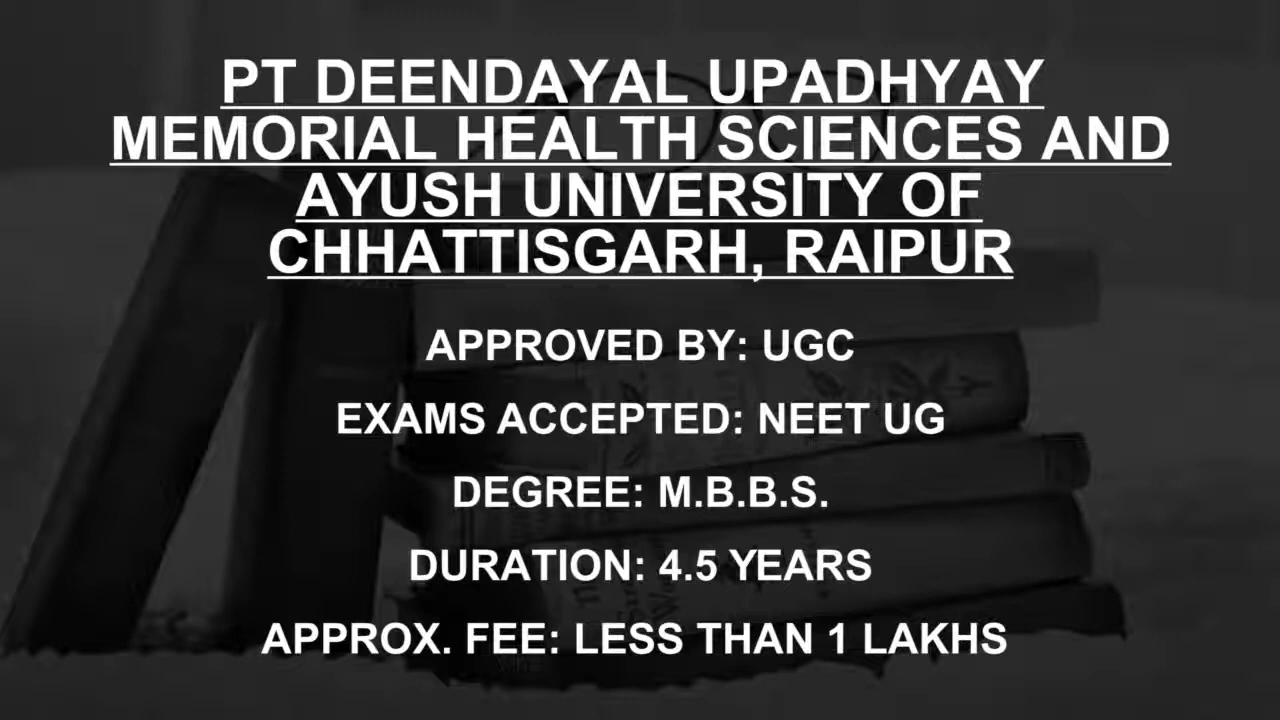 PT DEENDAYAL UPADHYAY
MEMORIAL HEALTH SCIENCES AND
AYUSH UNIVERSITY OF
CHHATTISGARH, RAIPUR
APPROVED BY: UGC
EXAMS ACCEPTED: NEET UG
DEGREE: M.B.B.S.
DURATION: 4.5 YEARS
APPROX. FEE: LESS THAN 1 LAKHS